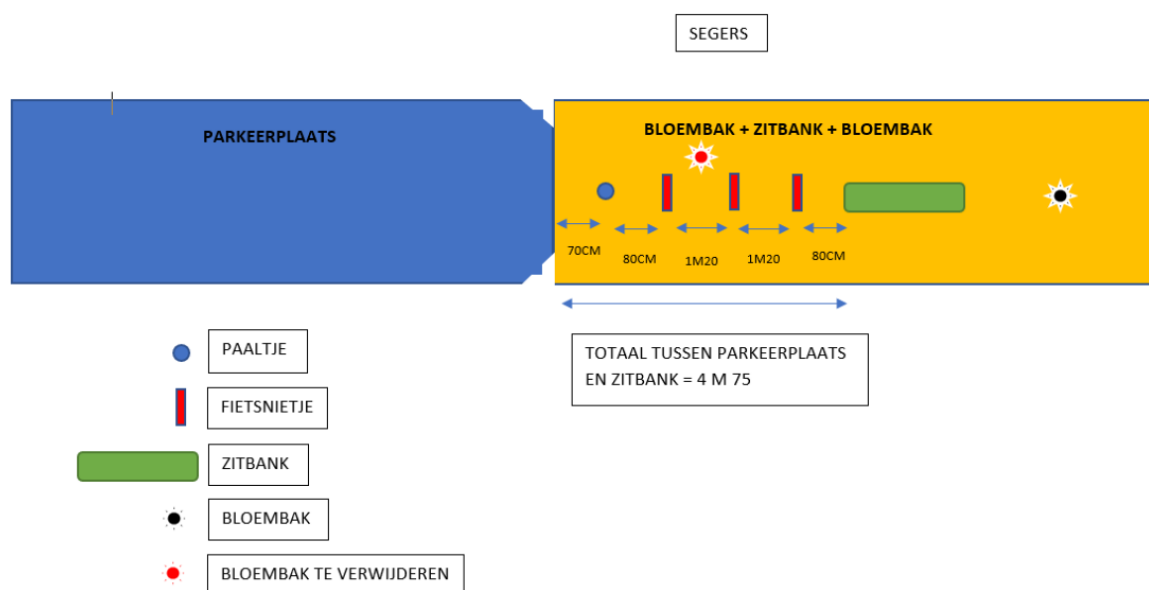 SEGERS
PARKEERPLAATS
BLOEMBAK + ZITBANK + BLOEMBAK
70CM
80CM
1M20
1M20
80CM
TOTAAL TUSSEN PARKEERPLAATS
EN ZITBANK = 4 M 75
PAALTJE
FIETSNIETJE
ZITBANK
BLOEMBAK
BLOEMBAK TE VERWIJDEREN